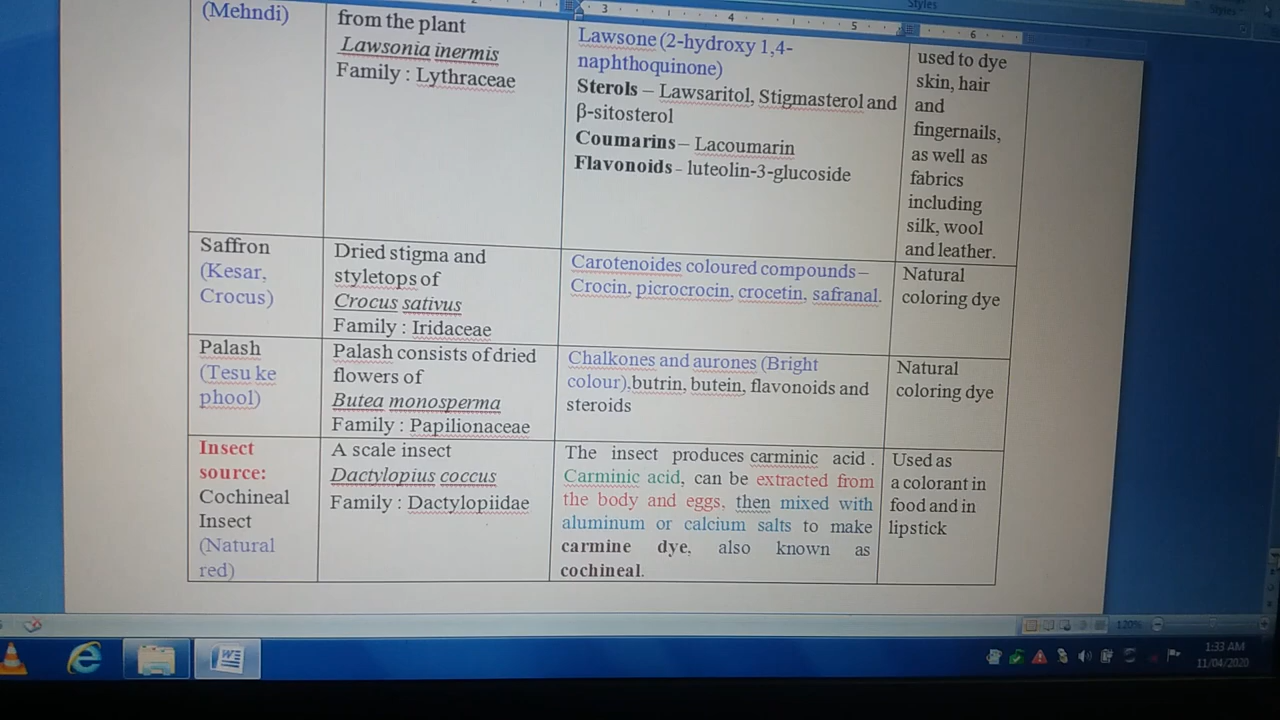 Styles
Styles
3
4
5
6
(Mehndi)
from the plant
Lawsonia inermis
Family : Lythraceae
Lawsone (2-hydroxy 1,4-
naphthoquinone)
Sterols – Lawsaritol, Stigmasterol and
β-sitosterol
Coumarins – Lacoumarin
Flavonoids – luteolin-3-glucoside
used to dye
skin, hair
and
fingernails,
as well as
fabrics
including
silk, wool
and leather.
Saffron
(Kesar,
Crocus)
Dried stigma and
styletops of
Crocus sativus
Family : Iridaceae
Carotenoides coloured compounds –
Crocin, picrocrocin, crocetin, safranal.
Natural
coloring dye
Palash
(Tesu ke
phool)
Palash consists of dried
flowers of
Butea monosperma
Family : Papilionaceae
Chalkones and aurones (Bright
colour),butrin, butein, flavonoids and
steroids
Natural
coloring dye
Insect
source:
Cochineal
Insect
(Natural
red)
A scale insect
Dactylopius coccus
Family : Dactylopiidae
The insect produces carminic acid .
Carminic acid, can be extracted from
the body and eggs, then mixed with
aluminum or calcium salts to make
carmine dye, also known as
cochineal.
Used as
a colorant in
food and in
lipstick
120%
1:33 AM
11/04/2020